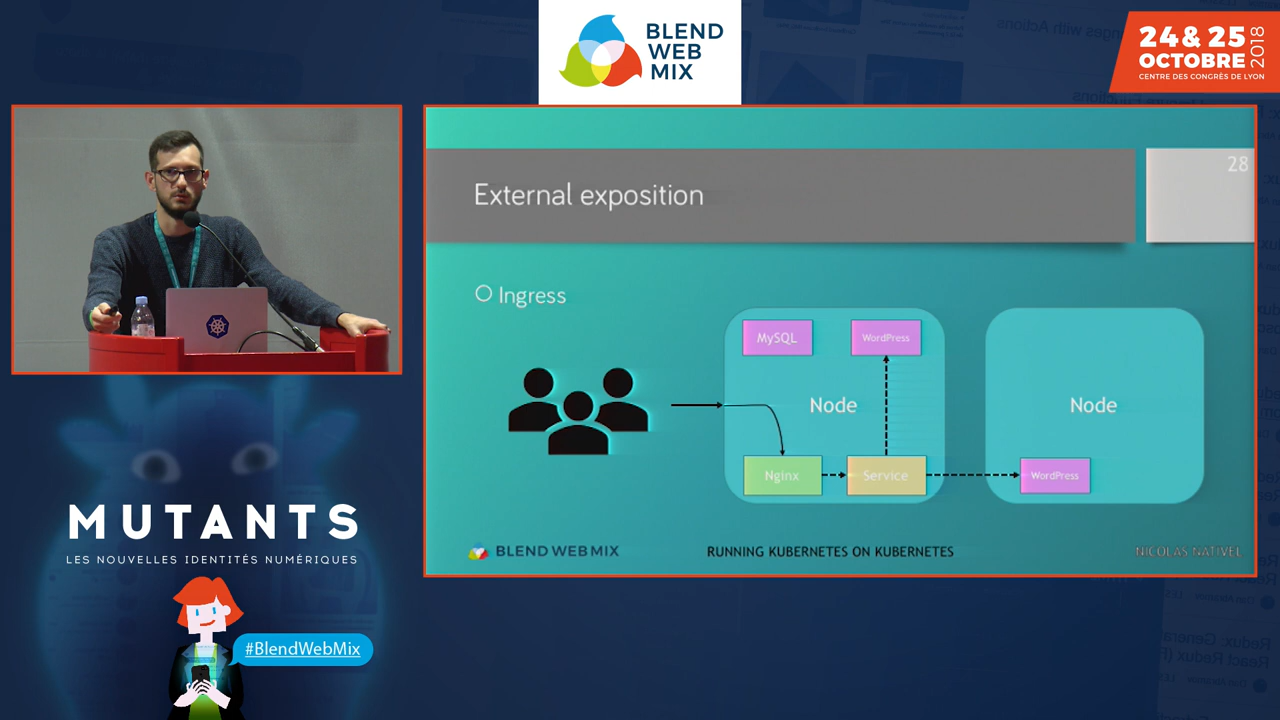 BLEND
WEB
MIX
24 & 25
OCTOBRE
2018
CENTRE DES CONGRÈS DE LYON
28
External exposition
Ingress
MySQL
WordPress
Node
Node
Nginx
Service
WordPress
BLEND WEB MIX
RUNNING KUBERNETES ON KUBERNETES
NICOLAS NATIVEL
MUTANTS
LES NOUVELLES IDENTITÉS NUMÉRIQUES
#BlendWebMix